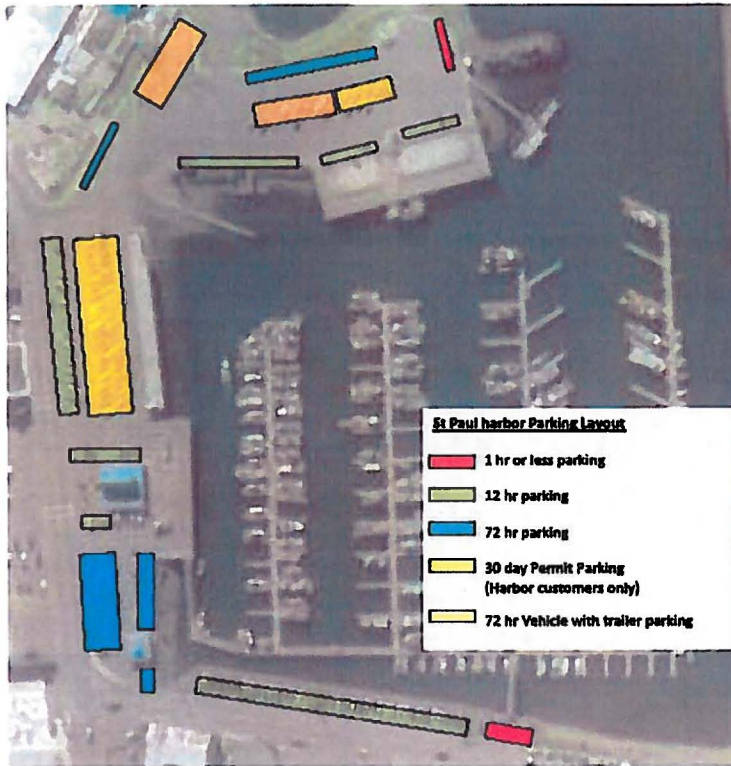 St Paul harbor Parking Layout
1 hr or less parking
12 hr parking
72 hr parking
30 day Permit Parking
(Harbor customers only)
72 hr Vehicle with trailer parking